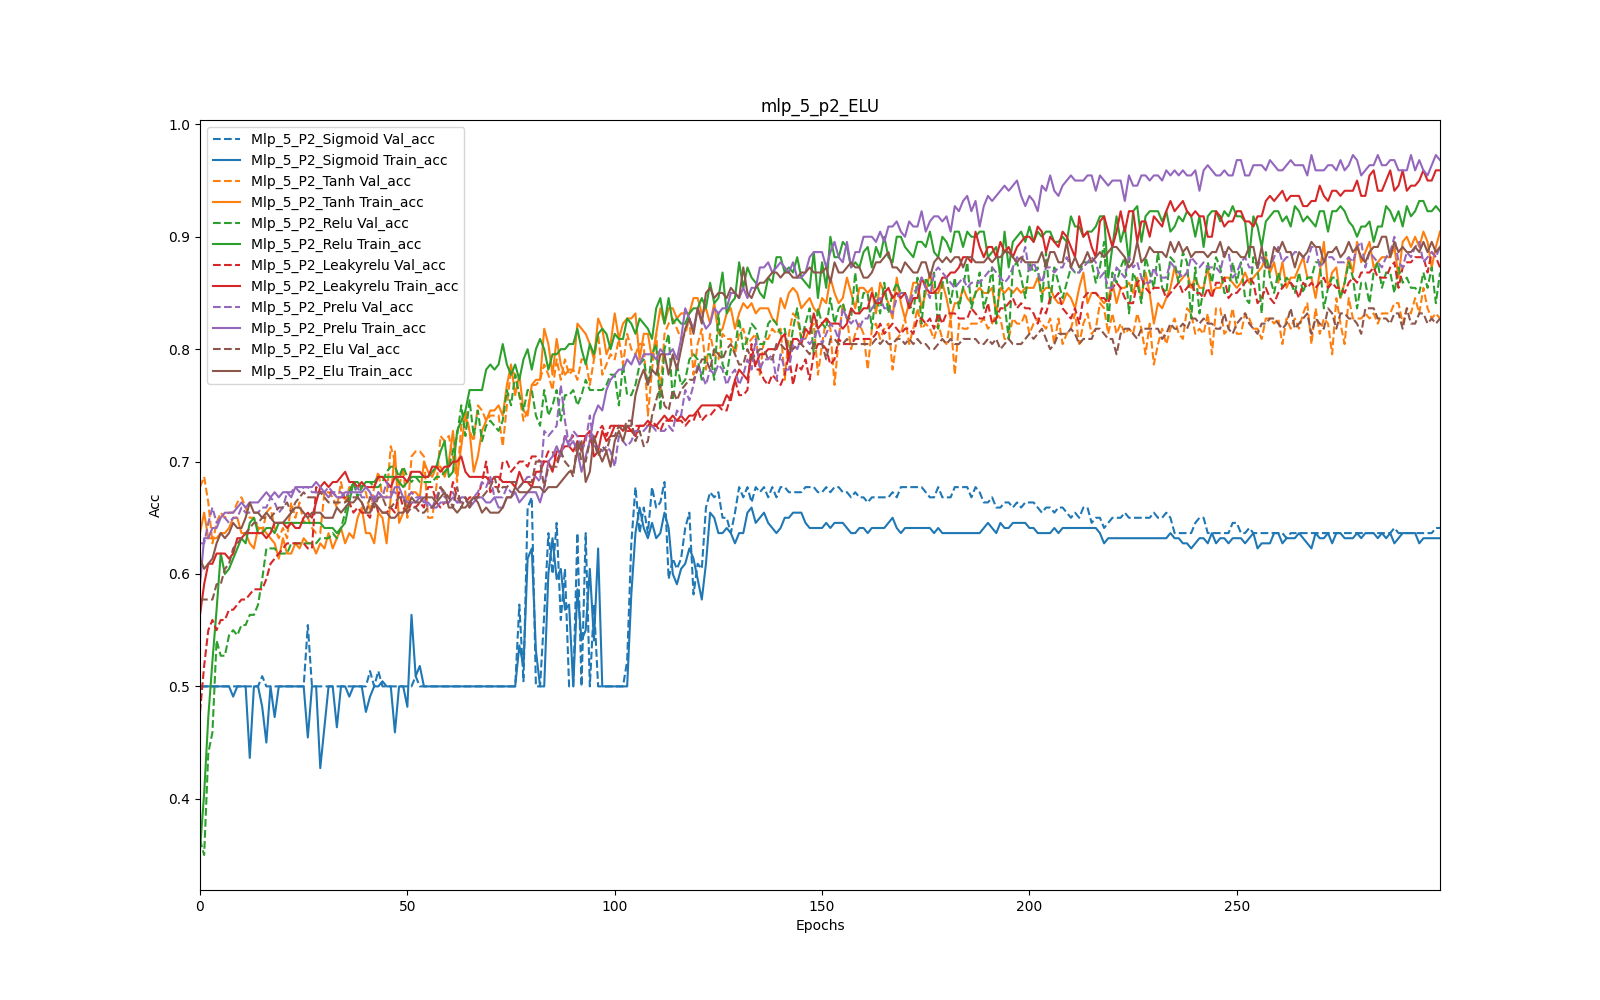 mlp_5_p2_ELU
1.0
0.9
0.8
0.7
0.6
0.5
0.4
Acc
Mlp_5_P2_Sigmoid Val_acc
Mlp_5_P2_Sigmoid Train_acc
Mlp_5_P2_Tanh Val_acc
Mlp_5_P2_Tanh Train_acc
Mlp_5_P2_Relu Val_acc
Mlp_5_P2_Relu Train_acc
Mlp_5_P2_Leakyrelu Val_acc
Mlp_5_P2_Leakyrelu Train_acc
Mlp_5_P2_Prelu Val_acc
Mlp_5_P2_Prelu Train_acc
Mlp_5_P2_Elu Val_acc
Mlp_5_P2_Elu Train_acc
0 50 100 150 200 250
Epochs